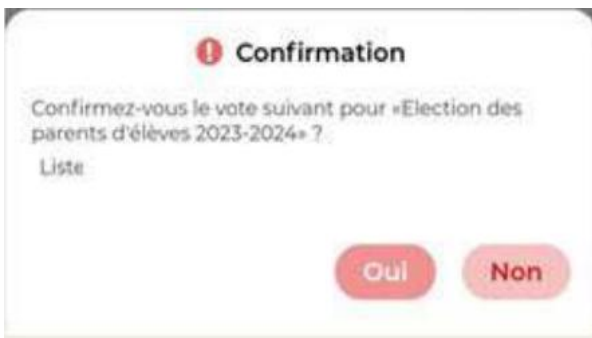 Confirmation
Confirmez-vous le vote suivant pour «Election des
parents d'élèves 2023-2024» ?
Liste
Oui
Non